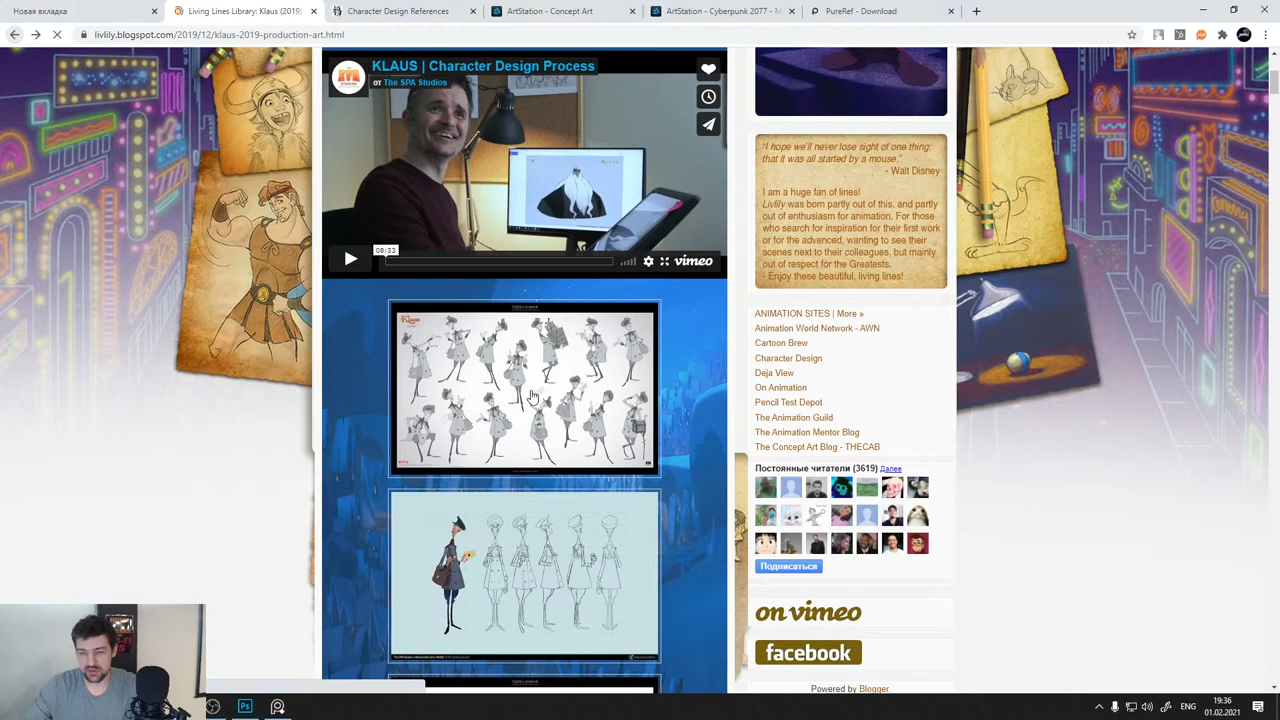 Новая вкладка
Living Lines Library: Klaus (2019)
Character Design References
ArtStation - All Concept Art
ArtStation - Cyberpunk 2077 - M
PureRef - Download
livlily.blogspot.com/2019/12/klaus-2019-production-art.html
KLAUS | Character Design Process
от The SPA Studios
08:33
vimeo
Klaus
"I hope we'll never lose sight of one thing:
that it was all started by a mouse."
- Walt Disney
I am a huge fan of lines!
Livlily was born partly out of this, and partly
out of enthusiasm for animation. For those
who search for inspiration for their first work
or for the advenced, wanting to see their
scenes next to their colleagues, but mainly
out of respect for the Greatests.
- Enjoy these beautiful, living lines!
ANIMATION SITES | More »
Animation World Network - AWN
Cartoon Brew
Character Design
Deja View
On Animation
Pencil Test Depot
The Animation Guild
The Animation Mentor Blog
The Concept Art Blog - THECAB
Постоянные читатели (3619) Далее
Подписаться
on vimeo
facebook
Powered by Blogger.
Ps
ENG
19:36
01.02.2021